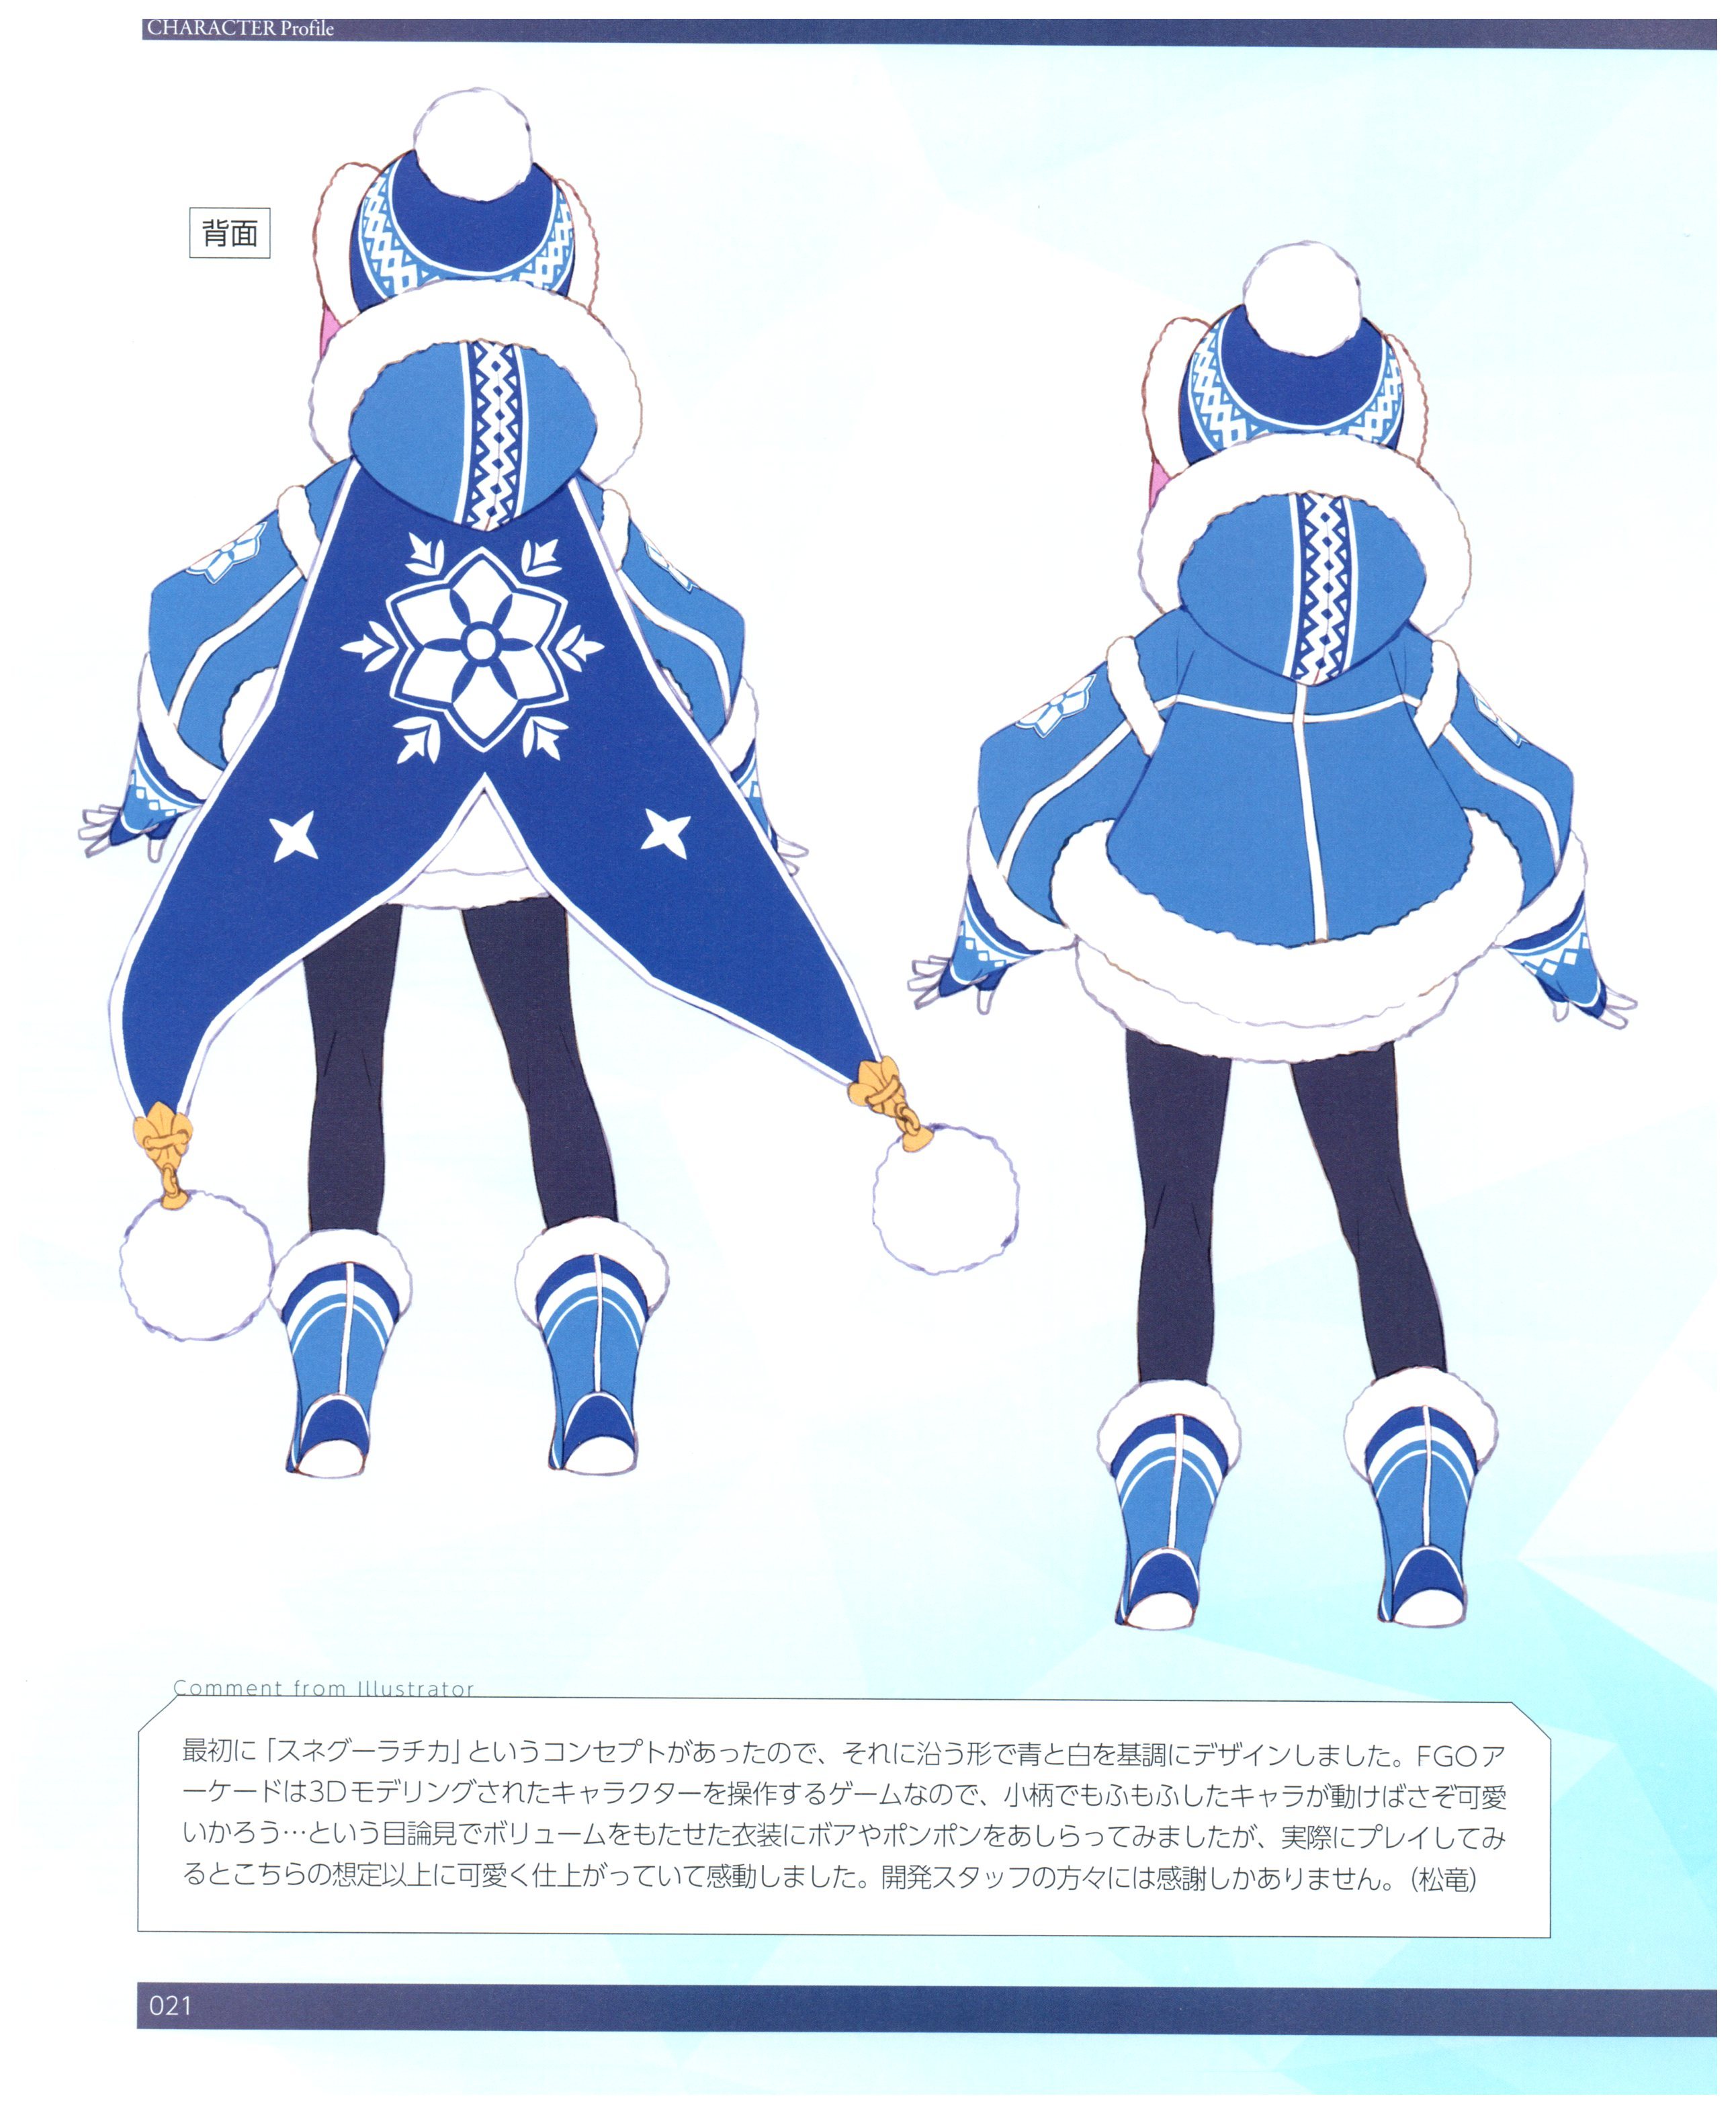 CHARACTER Profile
背面
Comment from Illustrator
最初に「スネグーラチカ」というコンセプトがあったので、それに沿う形で青と白を基調にデザインしました。FGOア
ーケードは3Dモデリングされたキャラクターを操作するゲームなので、小柄でもふもふしたキャラが動けばさぞ可愛
いかろう…という目論見でボリュームをもたせた衣装にボアやポンポンをあしらってみましたが、実際にプレイしてみ
るとこちらの想定以上に可愛く仕上がっていて感動しました。開発スタッフの方々には感謝しかありません。(松竜)
021